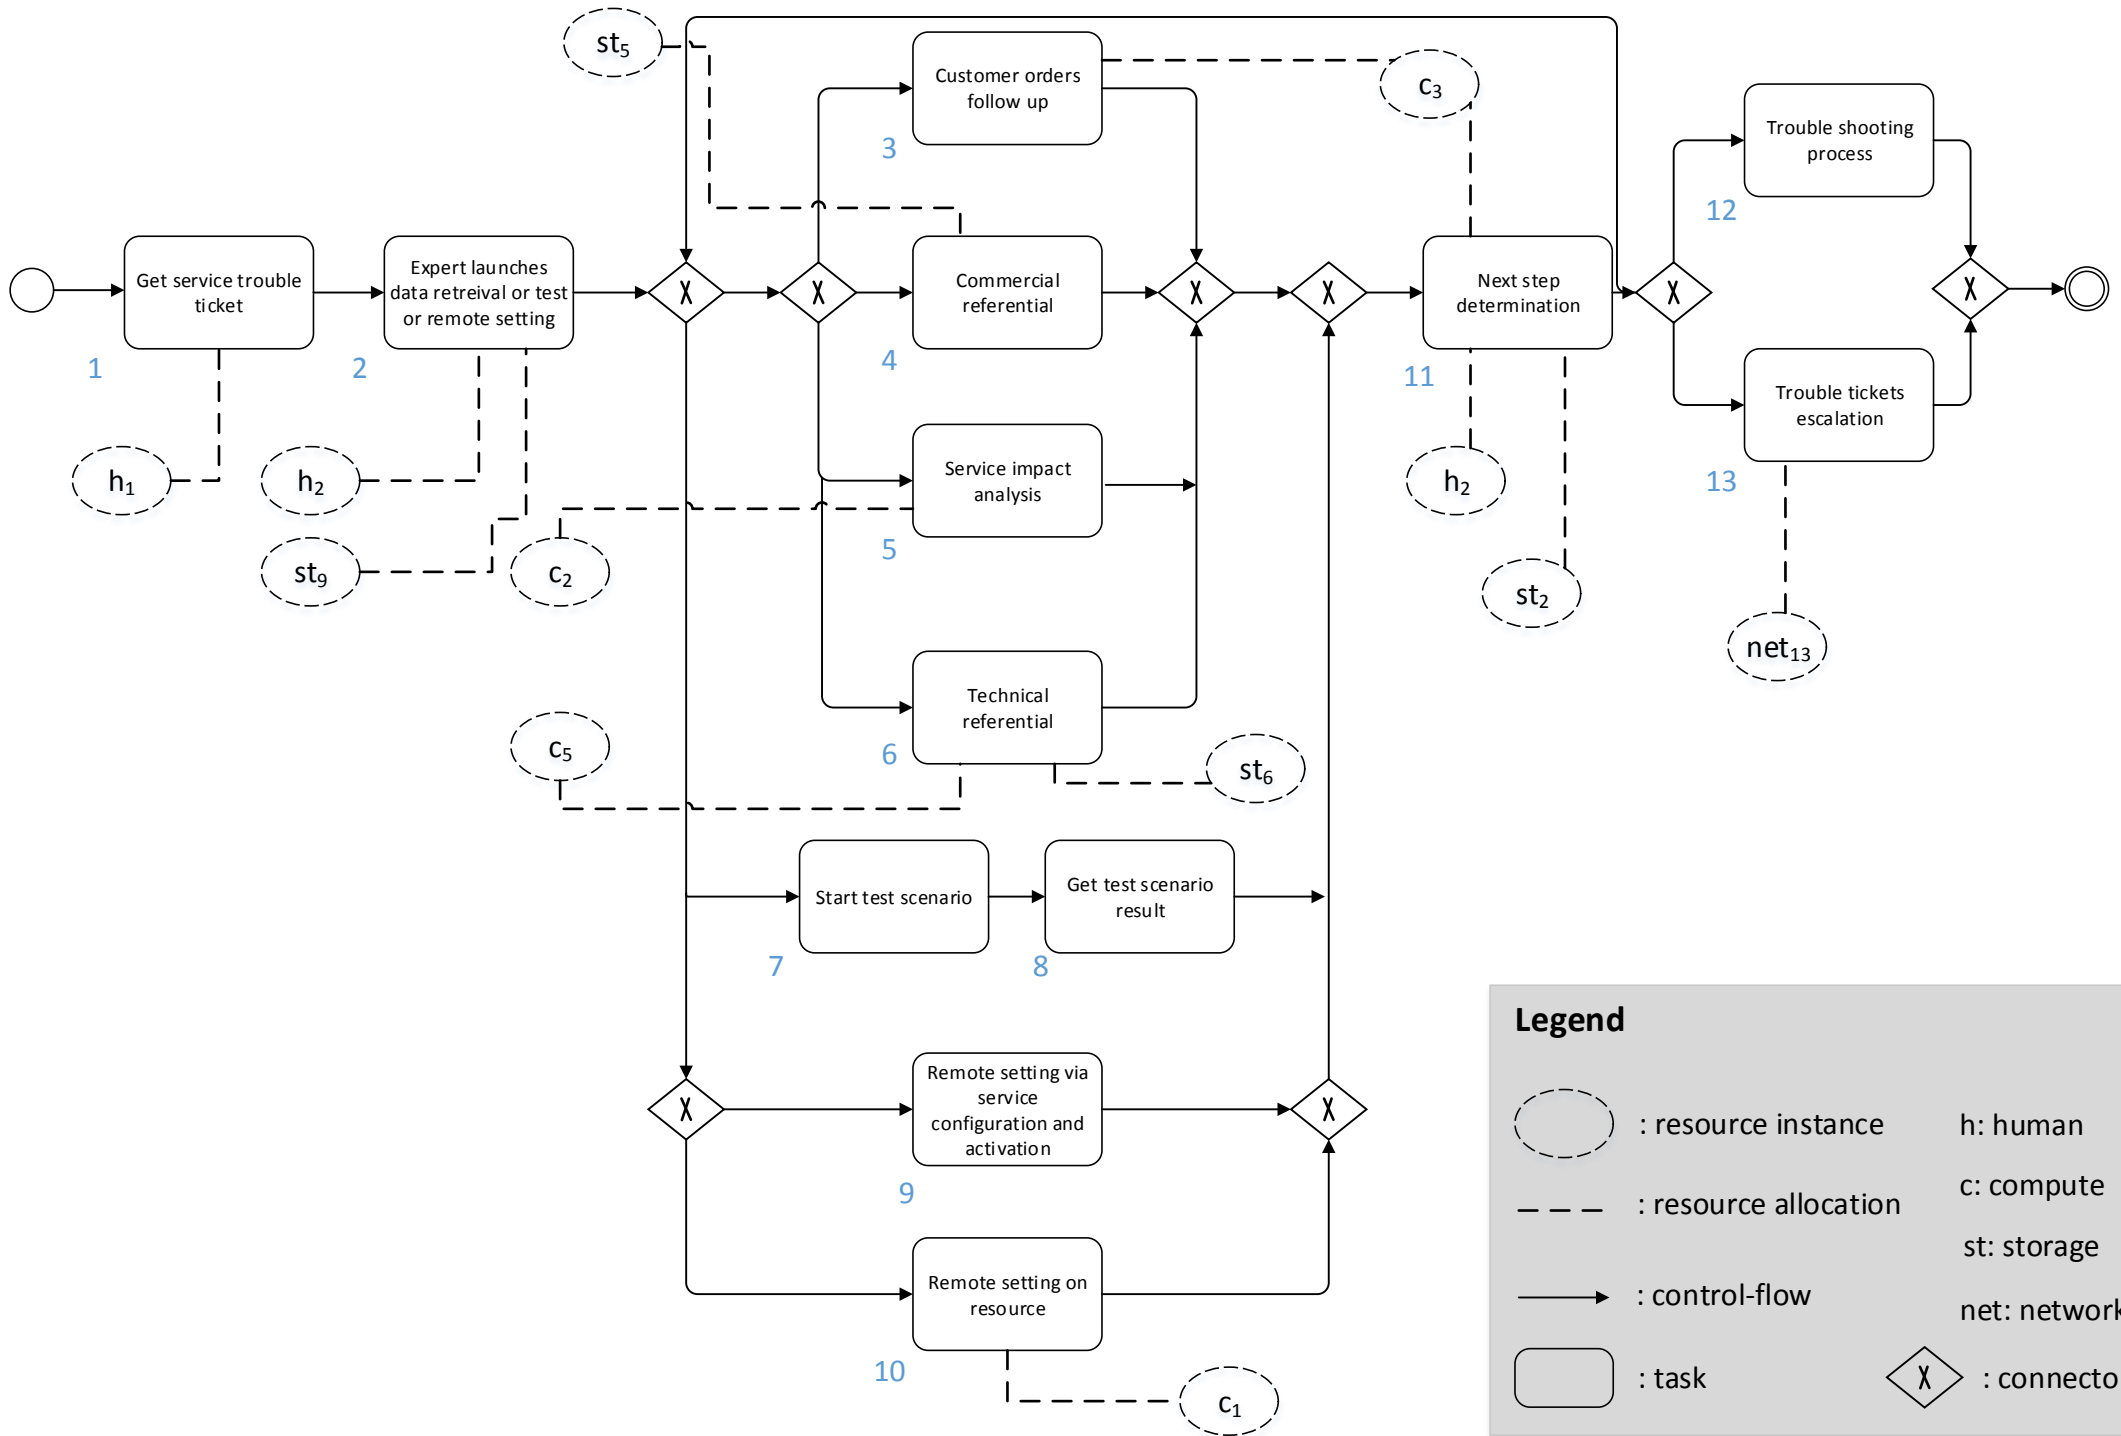 st5
Customer orders
follow up
c3
3
Trouble shooting
process
12
Get service trouble
ticket
1
Expert launches
data retreival or test
or remote setting
2
X
X
Commercial
referential
4
X
X
Next step
determination
11
X
X
Trouble tickets
escalation
13
h1
h2
st9
c2
Service impact
analysis
5
h2
st2
net13
Technical
referential
6
c5
st6
Start test scenario
7
Get test scenario
result
8
X
Remote setting via
service
configuration and
activation
9
X
Remote setting on
resource
10
c1
Legend
: resource instance
h: human
: resource allocation
c: compute
st: storage
: control-flow
net: network
: task
X
: connecto